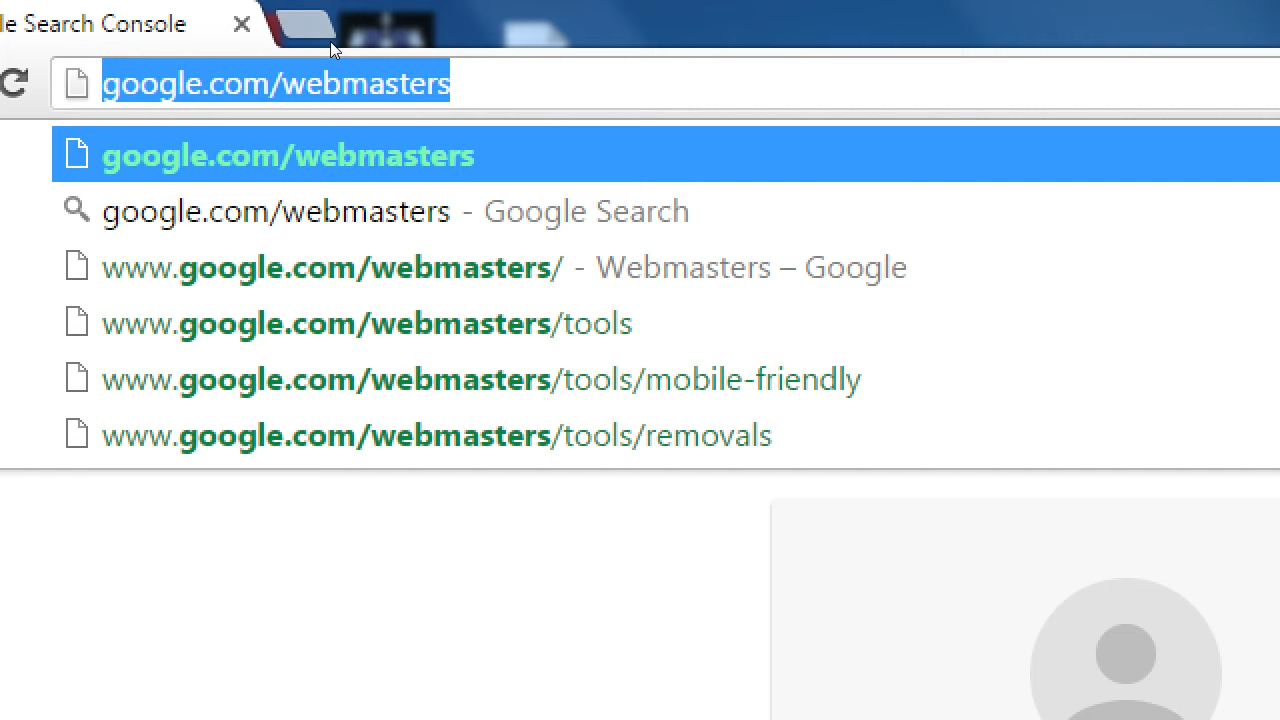 le Search Console
google.com/webmasters
google.com/webmasters
google.com/webmasters - Google Search
www.google.com/webmasters/ - Webmasters – Google
www.google.com/webmasters/tools
www.google.com/webmasters/tools/mobile-friendly
www.google.com/webmasters/tools/removals